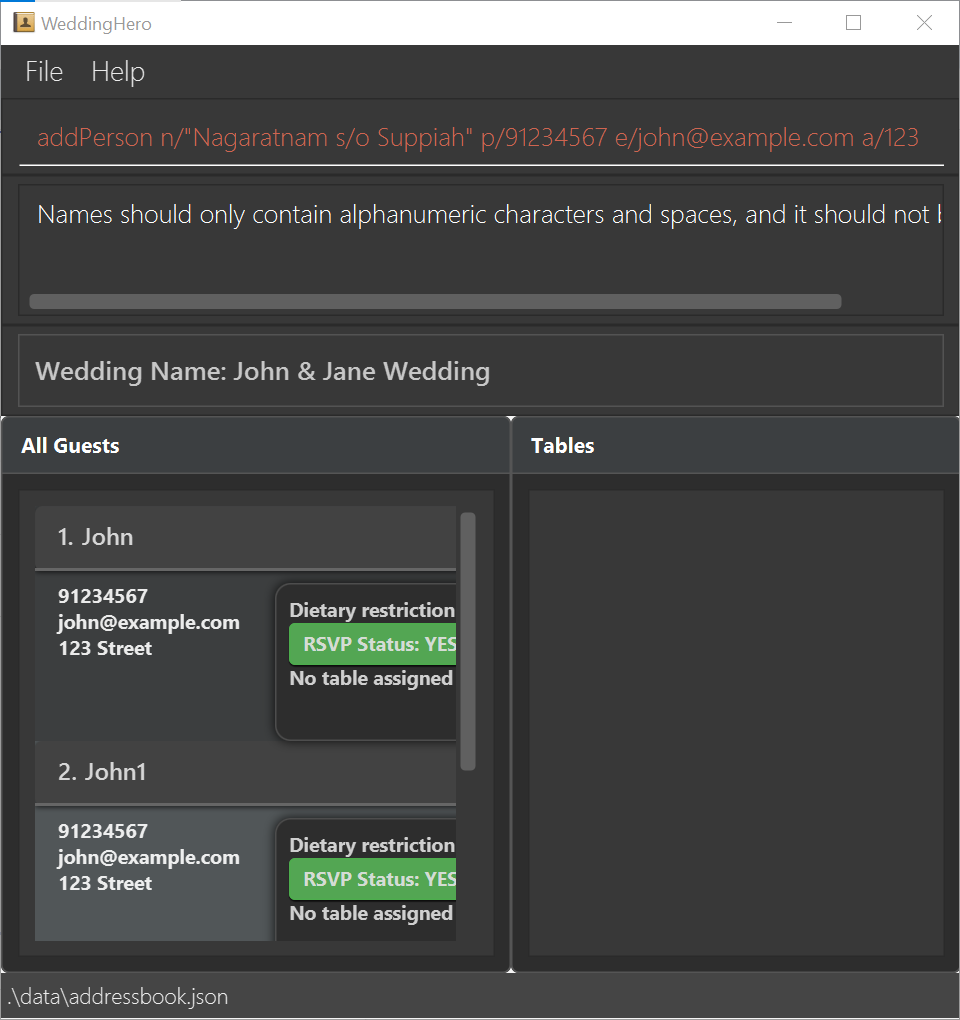 WeddingHero
File Help
addPerson n/"Nagaratnam s/o Suppiah" p/91234567 e/john@example.com a/123
Names should only contain alphanumeric characters and spaces, and it should not
Wedding Name: John & Jane Wedding
All Guests
Tables
1. John
91234567
john@example.com
123 Street
Dietary restriction
RSVP Status: YES
No table assigned
2. John1
91234567
john@example.com
123 Street
Dietary restriction
RSVP Status: YES
No table assigned
.\data\addressbook.json